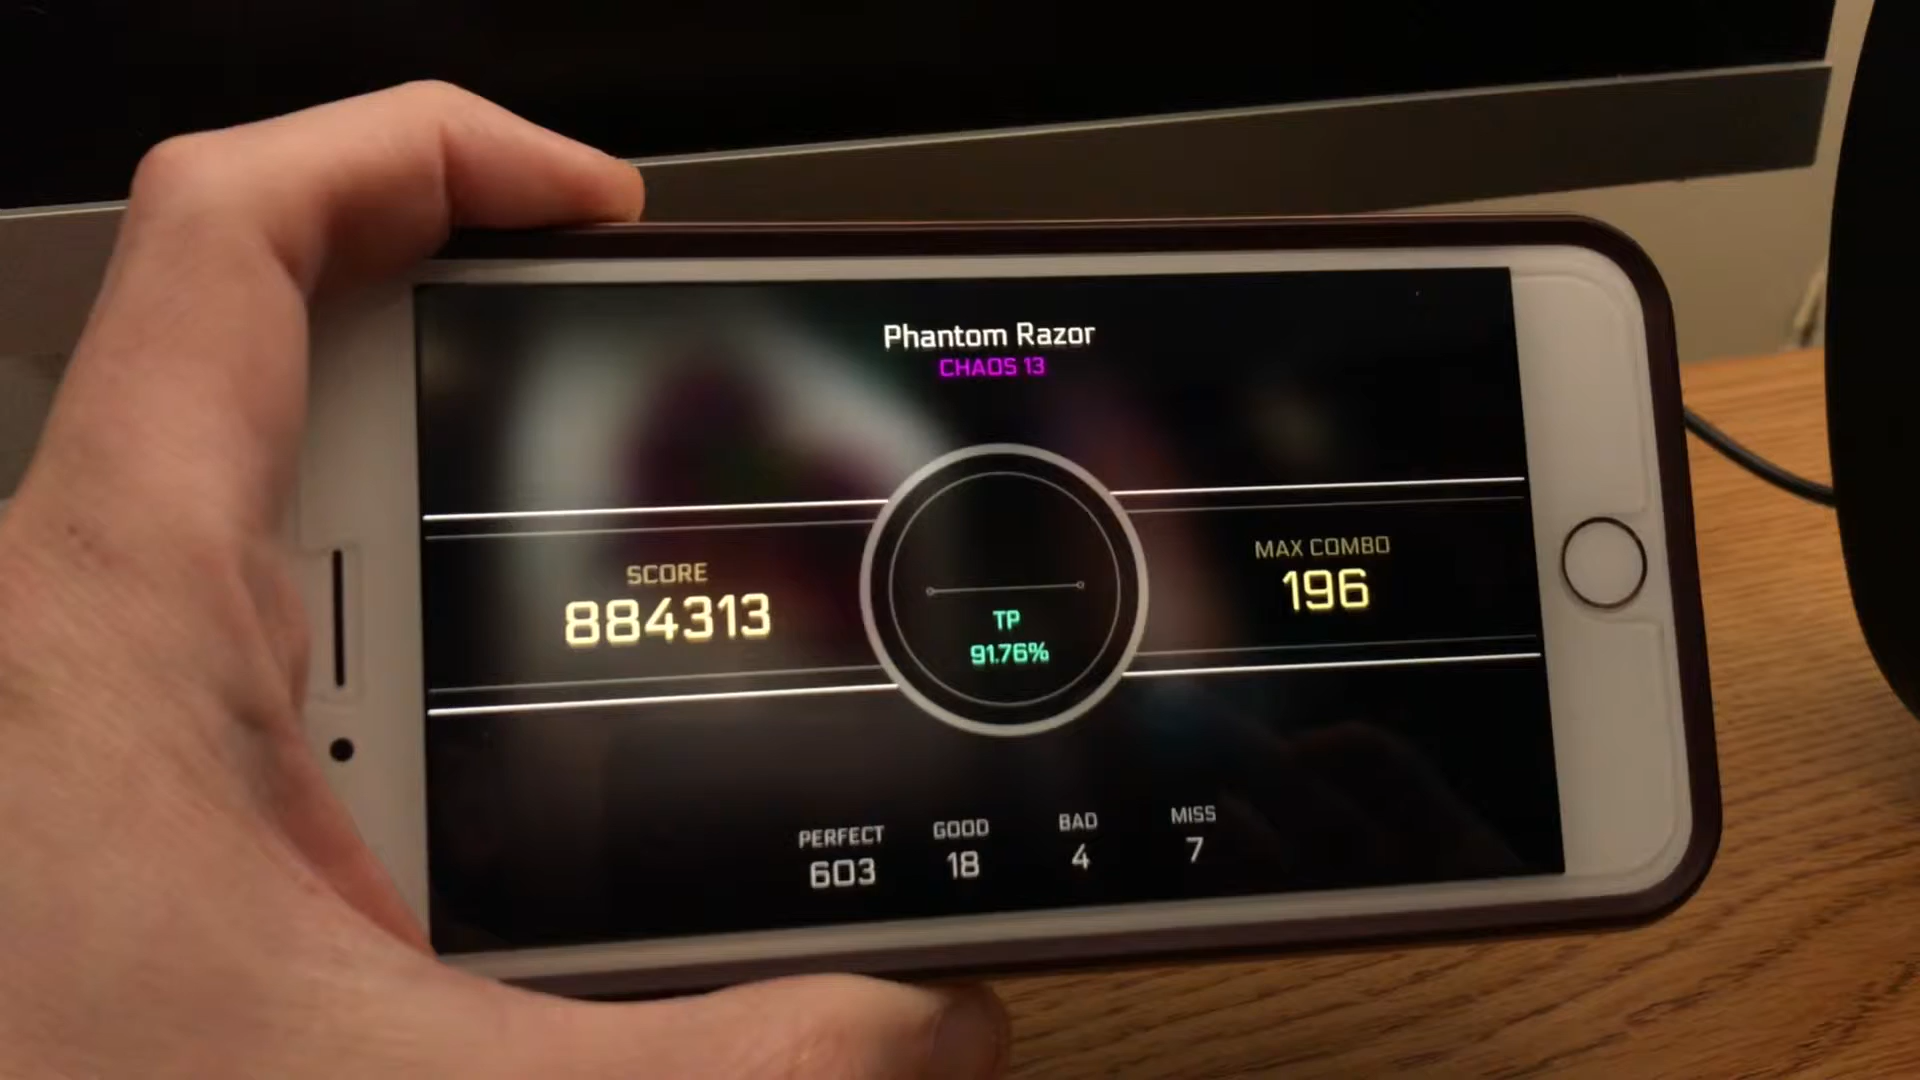 Phantom Razor
CHAOS 13
SCORE
884313
TP
91.76%
MAX COMBO
196
PERFECT GOOD BAD MISS
603 18 4 7